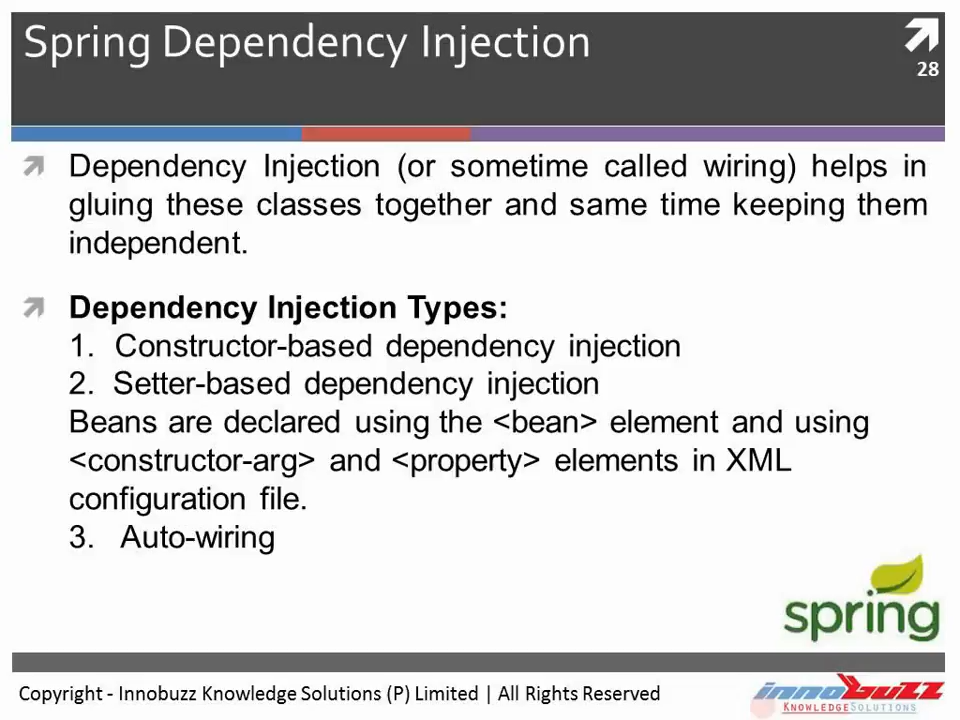 Spring Dependency Injection
28
Dependency Injection (or sometime called wiring) helps in
gluing these classes together and same time keeping them
independent.
Dependency Injection Types:
1. Constructor-based dependency injection
2. Setter-based dependency injection
Beans are declared using the <bean> element and using
<constructor-arg> and <property> elements in XML
configuration file.
3. Auto-wiring
spring
Copyright - Innobuzz Knowledge Solutions (P) Limited | All Rights Reserved
innobuzz
KNOWLEDGESOLUTIONS